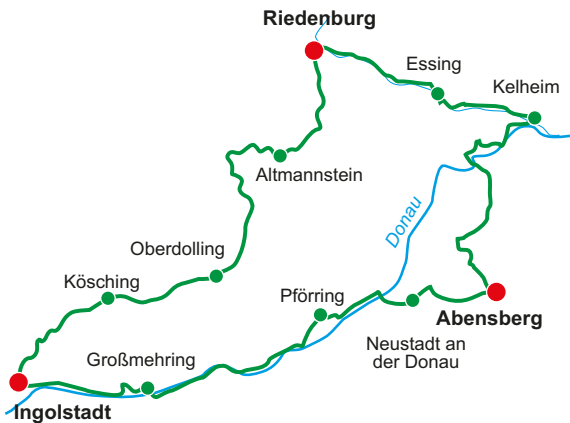 Riedenburg
Essing
Kelheim
Altmannstein
Donau
Oberdolling
Kösching
Pförring
Abensberg
Neustadt an
der Donau
Großmehring
Ingolstadt